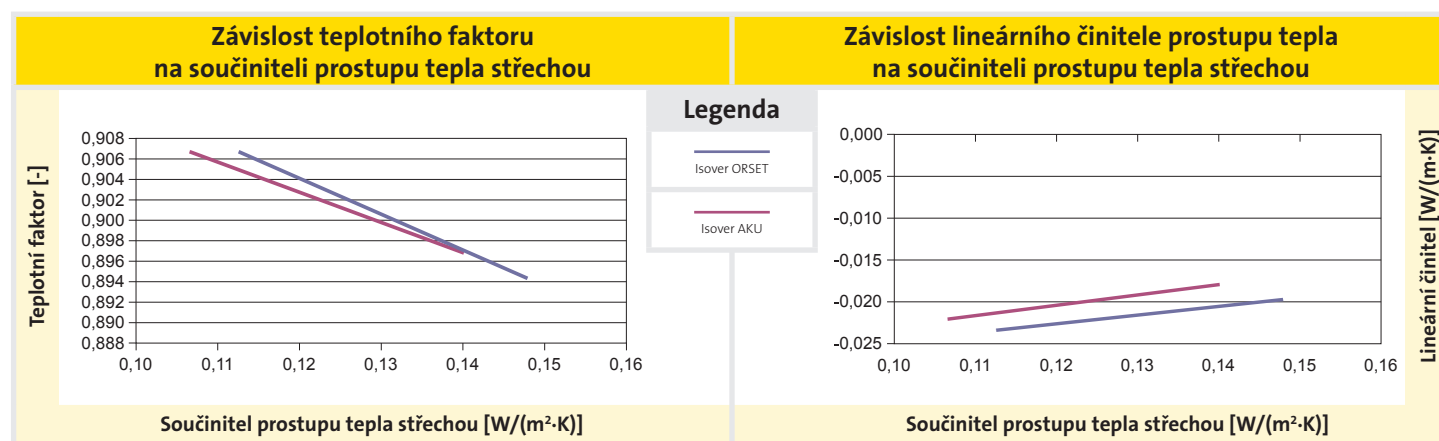 Závislost teplotního faktoru
na součiniteli prostupu tepla střechou
Teplotní faktor [-]
0,908
0,906
0,904
0,902
0,900
0,898
0,896
0,894
0,892
0,890
0,888
0,10 0,11 0,12 0,13 0,14 0,15 0,16
Součinitel prostupu tepla střechou [W/(m²·K)]
Legenda
Isover ORSET
Isover AKU
Závislost lineárního činitele prostupu tepla
na součiniteli prostupu tepla střechou
0,000
-0,005
-0,010
-0,015
-0,020
-0,025
0,10 0,11 0,12 0,13 0,14 0,15 0,16
Lineární činitel [W/(m·K)]
Součinitel prostupu tepla střechou [W/(m²·K)]